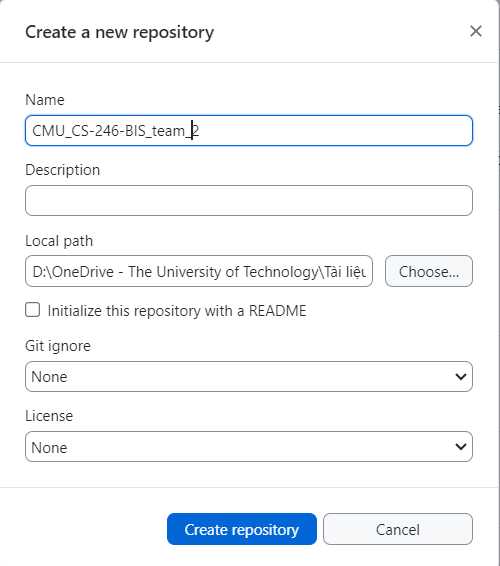 Create a new repository
Name
CMU_CS-246-BIS_team_2
Description
Local path
D:\OneDrive - The University of Technology\Tài liệu
Choose...
Initialize this repository with a README
Git ignore
None
License
None
Create repository
Cancel